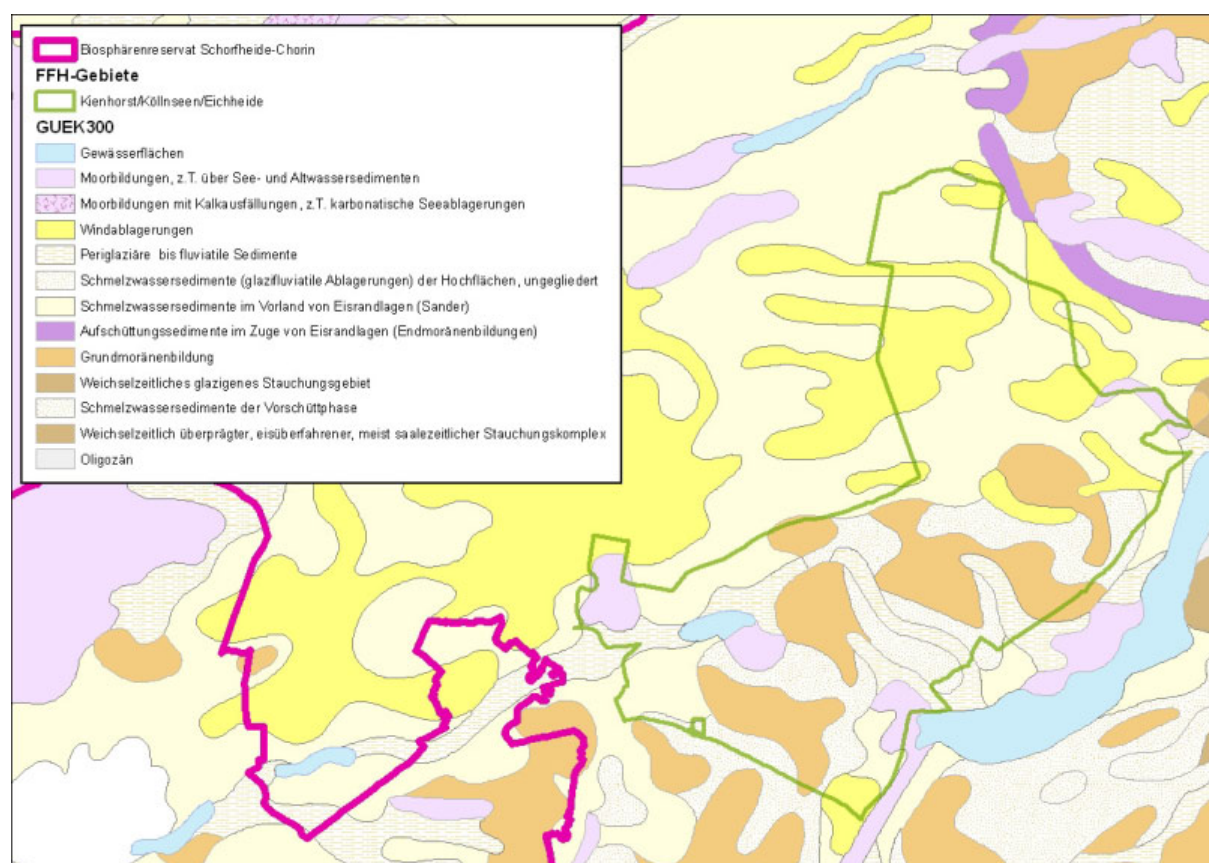 Biosphärenreservat Schorfheide-Chorin
FFH-Gebiete
Kienhorst/Köllnseen/Eichheide
GUEK300
Gewässerflächen
Moorbildungen, z.T. über See- und Altwassersedimenten
Moorbildungen mit Kalkausfällungen, z.T. karbonatische Seeablagerungen
Windablagerungen
Periglaziäre bis fluviatile Sedimente
Schmelzwassersedimente (glazifluviatile Ablagerungen) der Hochflächen, ungegliedert
Schmelzwassersedimente im Vorland von Eisrandlagen (Sander)
Aufschüttungssedimente im Zuge von Eisrandlagen (Endmoränenbildungen)
Grundmoränenbildung
Weichselzeitliches glazigenes Stauchungsgebiet
Schmelzwassersedimente der Vorschüttphase
Weichselzeitlich überprägter, eisüberfahrener, meist saalezeitlicher Stauchungskomplex
Oligozän